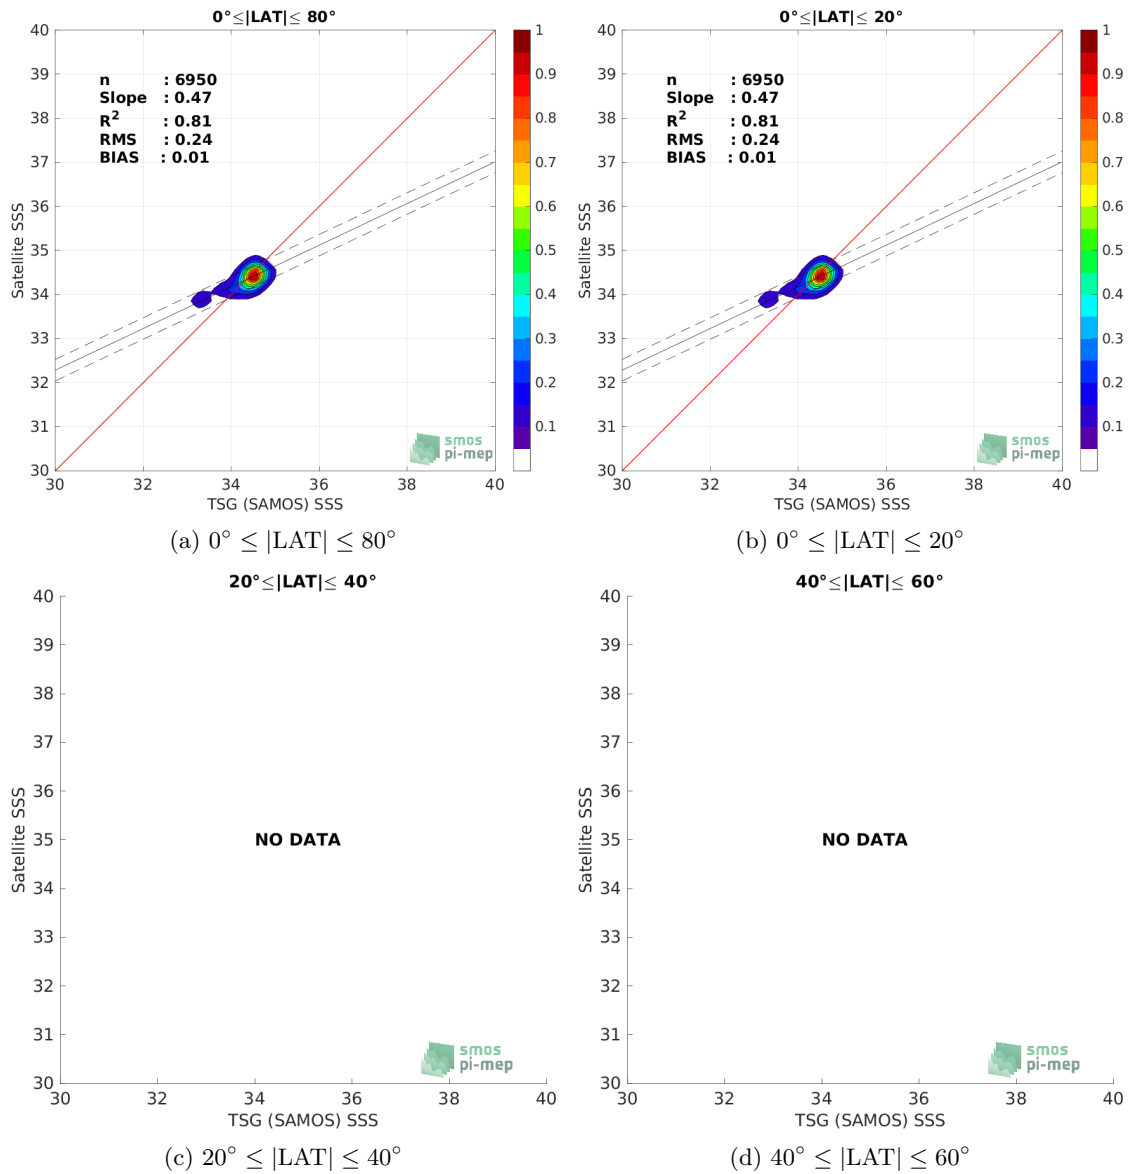 0°≤|LAT|≤ 80°
40
39
38
37
36
35
34
33
32
31
30
Satellite SSS
n : 6950
Slope : 0.47
R2 : 0.81
RMS : 0.24
BIAS : 0.01
1
0.9
0.8
0.7
0.6
0.5
0.4
0.3
0.2
0.1
smos
pi-mep
30 32 34 36 38 40
TSG (SAMOS) SSS
(a) 0° ≤ |LAT| ≤ 80°
0°≤|LAT|≤ 20°
40
39
38
37
36
35
34
33
32
31
30
Satellite SSS
n : 6950
Slope : 0.47
R2 : 0.81
RMS : 0.24
BIAS : 0.01
1
0.9
0.8
0.7
0.6
0.5
0.4
0.3
0.2
0.1
smos
pi-mep
30 32 34 36 38 40
TSG (SAMOS) SSS
(b) 0° ≤ |LAT| ≤ 20°
20°≤|LAT|≤ 40°
40
39
38
37
36
35
34
33
32
31
30
Satellite SSS
NO DATA
smos
pi-mep
30 32 34 36 38 40
TSG (SAMOS) SSS
(c) 20° ≤ |LAT| ≤ 40°
40°≤|LAT|≤ 60°
40
39
38
37
36
35
34
33
32
31
30
Satellite SSS
NO DATA
smos
pi-mep
30 32 34 36 38 40
TSG (SAMOS) SSS
(d) 40° ≤ |LAT| ≤ 60°